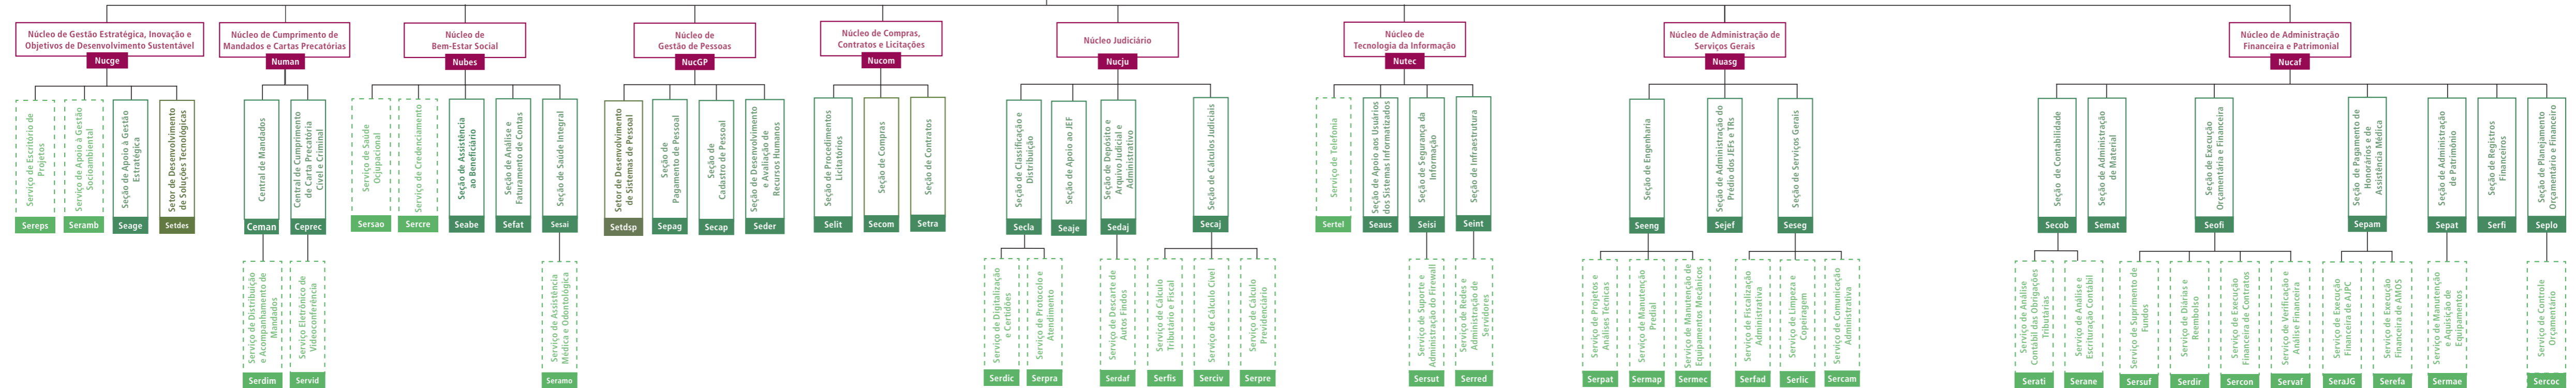 Núcleo de Gestão Estratégica, Inovação e
Objetivos de Desenvolvimento Sustentável
Nucge
Núcleo de Cumprimento de
Mandados e Cartas Precatórias
Numan
Núcleo de
Bem-Estar Social
Nubes
Núcleo de
Gestão de Pessoas
NucGP
Núcleo de Compras,
Contratos e Licitações
Nucom
Núcleo Judiciário
Nucju
Núcleo de
Tecnologia da Informação
Nutec
Núcleo de Administração de
Serviços Gerais
Nuasg
Núcleo de Administração
Financeira e Patrimonial
Nucaf
Serviço de Escritório de
Projetos
Sereps
Serviço de Apoio à Gestão
Socioambiental
Seramb
Seção de Apoio à Gestão
Estratégica
Seage
Setor de Desenvolvimento
de Soluções Tecnológicas
Setdes
Central de Mandados
Ceman
Central de Cumprimento
de Carta Precatória
Cível e Criminal
Ceprec
Serviço de Saúde
Ocjupacional
Sersao
Serviço de Credenciamento
Sercre
Seção de Assistência
ao Beneficiário
Seabe
Seção de Análise e
Faturamento de Contas
Sefat
Seção de Saúde Integral
Sesai
Setor de Desenvolvimento
de Sistemas de Pessoal
Setdsp
Seção de
Pagamento de Pessoal
Sepag
Seção de
Cadastro de Pessoal
Secap
Seção de Desenvolvimento
e Avaliação de
Recursos Humanos
Seder
Seção de Procedimentos
Licitatórios
Selit
Seção de Compras
Secom
Seção de Contratos
Setra
Seção de Classificação e
Distribuição
Secla
Seção de Apoio ao JEF
Seaje
Seção de Depósito e
Arquivo Judicial e
Administrativo
Sedaj
Seção de Cálculos Judiciais
Secaj
Serviço de Telefonia
Sertel
Seção de Apoio aos Usuários
dos Sistemas Informatizados
Seaus
Seção de Segurança da
Informação
Seisi
Seção de Infraestrutura
Seint
Seção de Engenharia
Seeng
Seção de Administração do
Prédio dos JEFs e TRs
Sejef
Seção de Serviços Gerais
Seseg
Seção de Contabilidade
Secob
Seção de Administração
de Material
Semat
Seção de Execução
Orçamentária e Financeira
Seofi
Seção de Pagamento de
Honorários e de
Assistência Médica
Sepam
Seção de Administração
de Patrimônio
Sepat
Seção de Registros
Financeiros
Serfi
Seção de Planejamento
Orçamentário e Financeiro
Seplo
Serviço de Distribuição
e Acompanhamento de
Mandados
Serdim
Serviço Eletrônico de
Videoconferência
Servid
Serviço de Assistência
Médica e Odontológica
Seramo
Serviço de Digitalização
e Certidões
Serdic
Serviço de Protocolo e
Atendimento
Serpra
Serviço de Descarte de
Autos Findos
Serdaf
Serviço de Cálculo
Tributário e Fiscal
Serfis
Serviço de Cálculo Cível
Serciv
Serviço de Cálculo
Previdenciário
Serpre
Serviço de Suporte e
Administração do Firewall
Sersut
Serviço de Redes e
Administração de
Servidores
Serred
Serviço de Projetos e
Análises Técnicas
Serpat
Serviço de Manutenção
Predial
Sermap
Serviço de Manutenção de
Equipamentos Mecânicos
Sermec
Serviço de Fiscalização
Administrativa
Serfad
Serviço de Limpeza e
Copeiragem
Serlic
Serviço de Comunicação
Administrativa
Sercam
Serviço de Análise
Contábil das Obrigações
Tributárias
Serati
Serviço de Análise e
Escrituração Contábil
Serane
Serviço de Suprimento de
Fundos
Sersuf
Serviço de Diárias e
Reembolso
Serdir
Serviço de Execução
Financeira de Contratos
Sercon
Serviço de Verificação e
Análise Financeira
Servaf
Serviço de Execução
Financeira de AJPC
SeraJG
Serviço de Execução
Financeira de AMOS
Serefa
Serviço de Manutenção
e Aquisição de
Equipamentos
Sermae
Serviço de Controle
Orçamentário
Sercoc